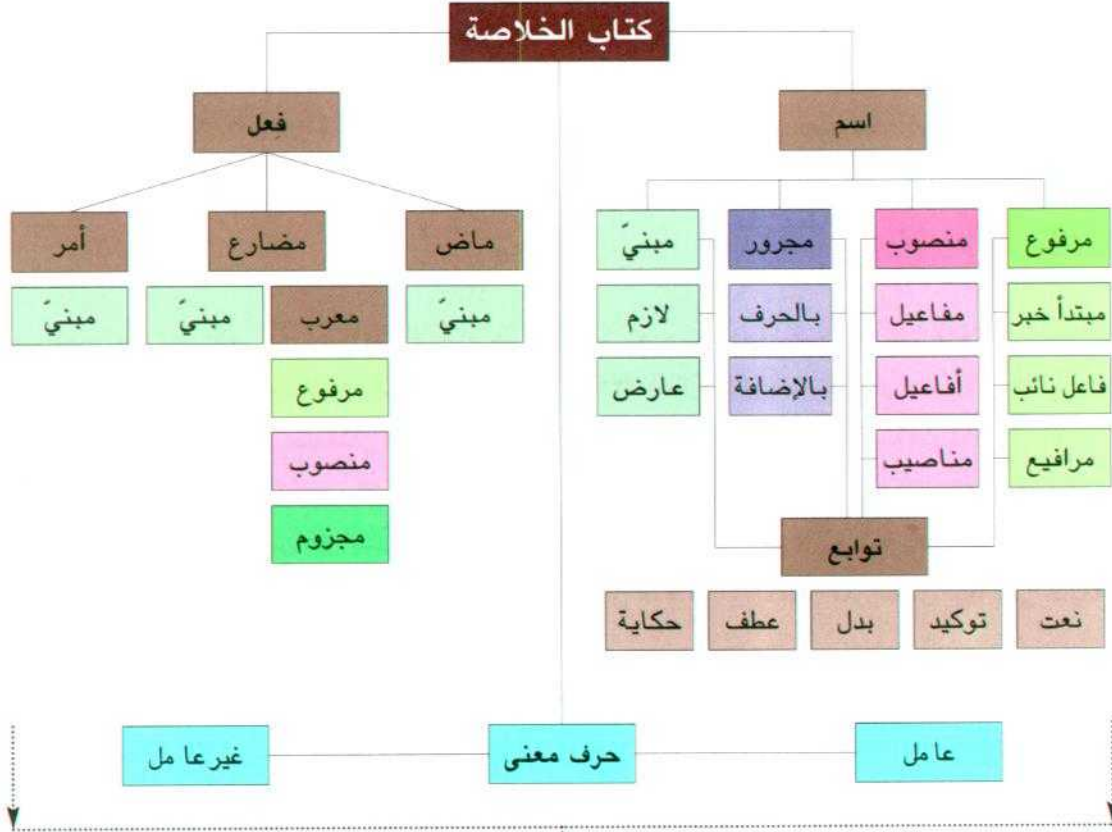 كتاب الخلاصة
اسم
فعل
مرفوع
منصوب
مجرور
مبنيّ
ماض
مضارع
أمر
مبتدأ خبر
مفاعيل
بالحرف
لازم
مبنيّ
معرب
مبنيّ
مبنيّ
فاعل نائب
أفاعيل
بالإضافة
عارض
مرفوع
مرافيع
مناصيب
منصوب
توابع
مجزوم
نعت
توكيد
بدل
عطف
حكاية
عامل
حرف معنى
غير عامل